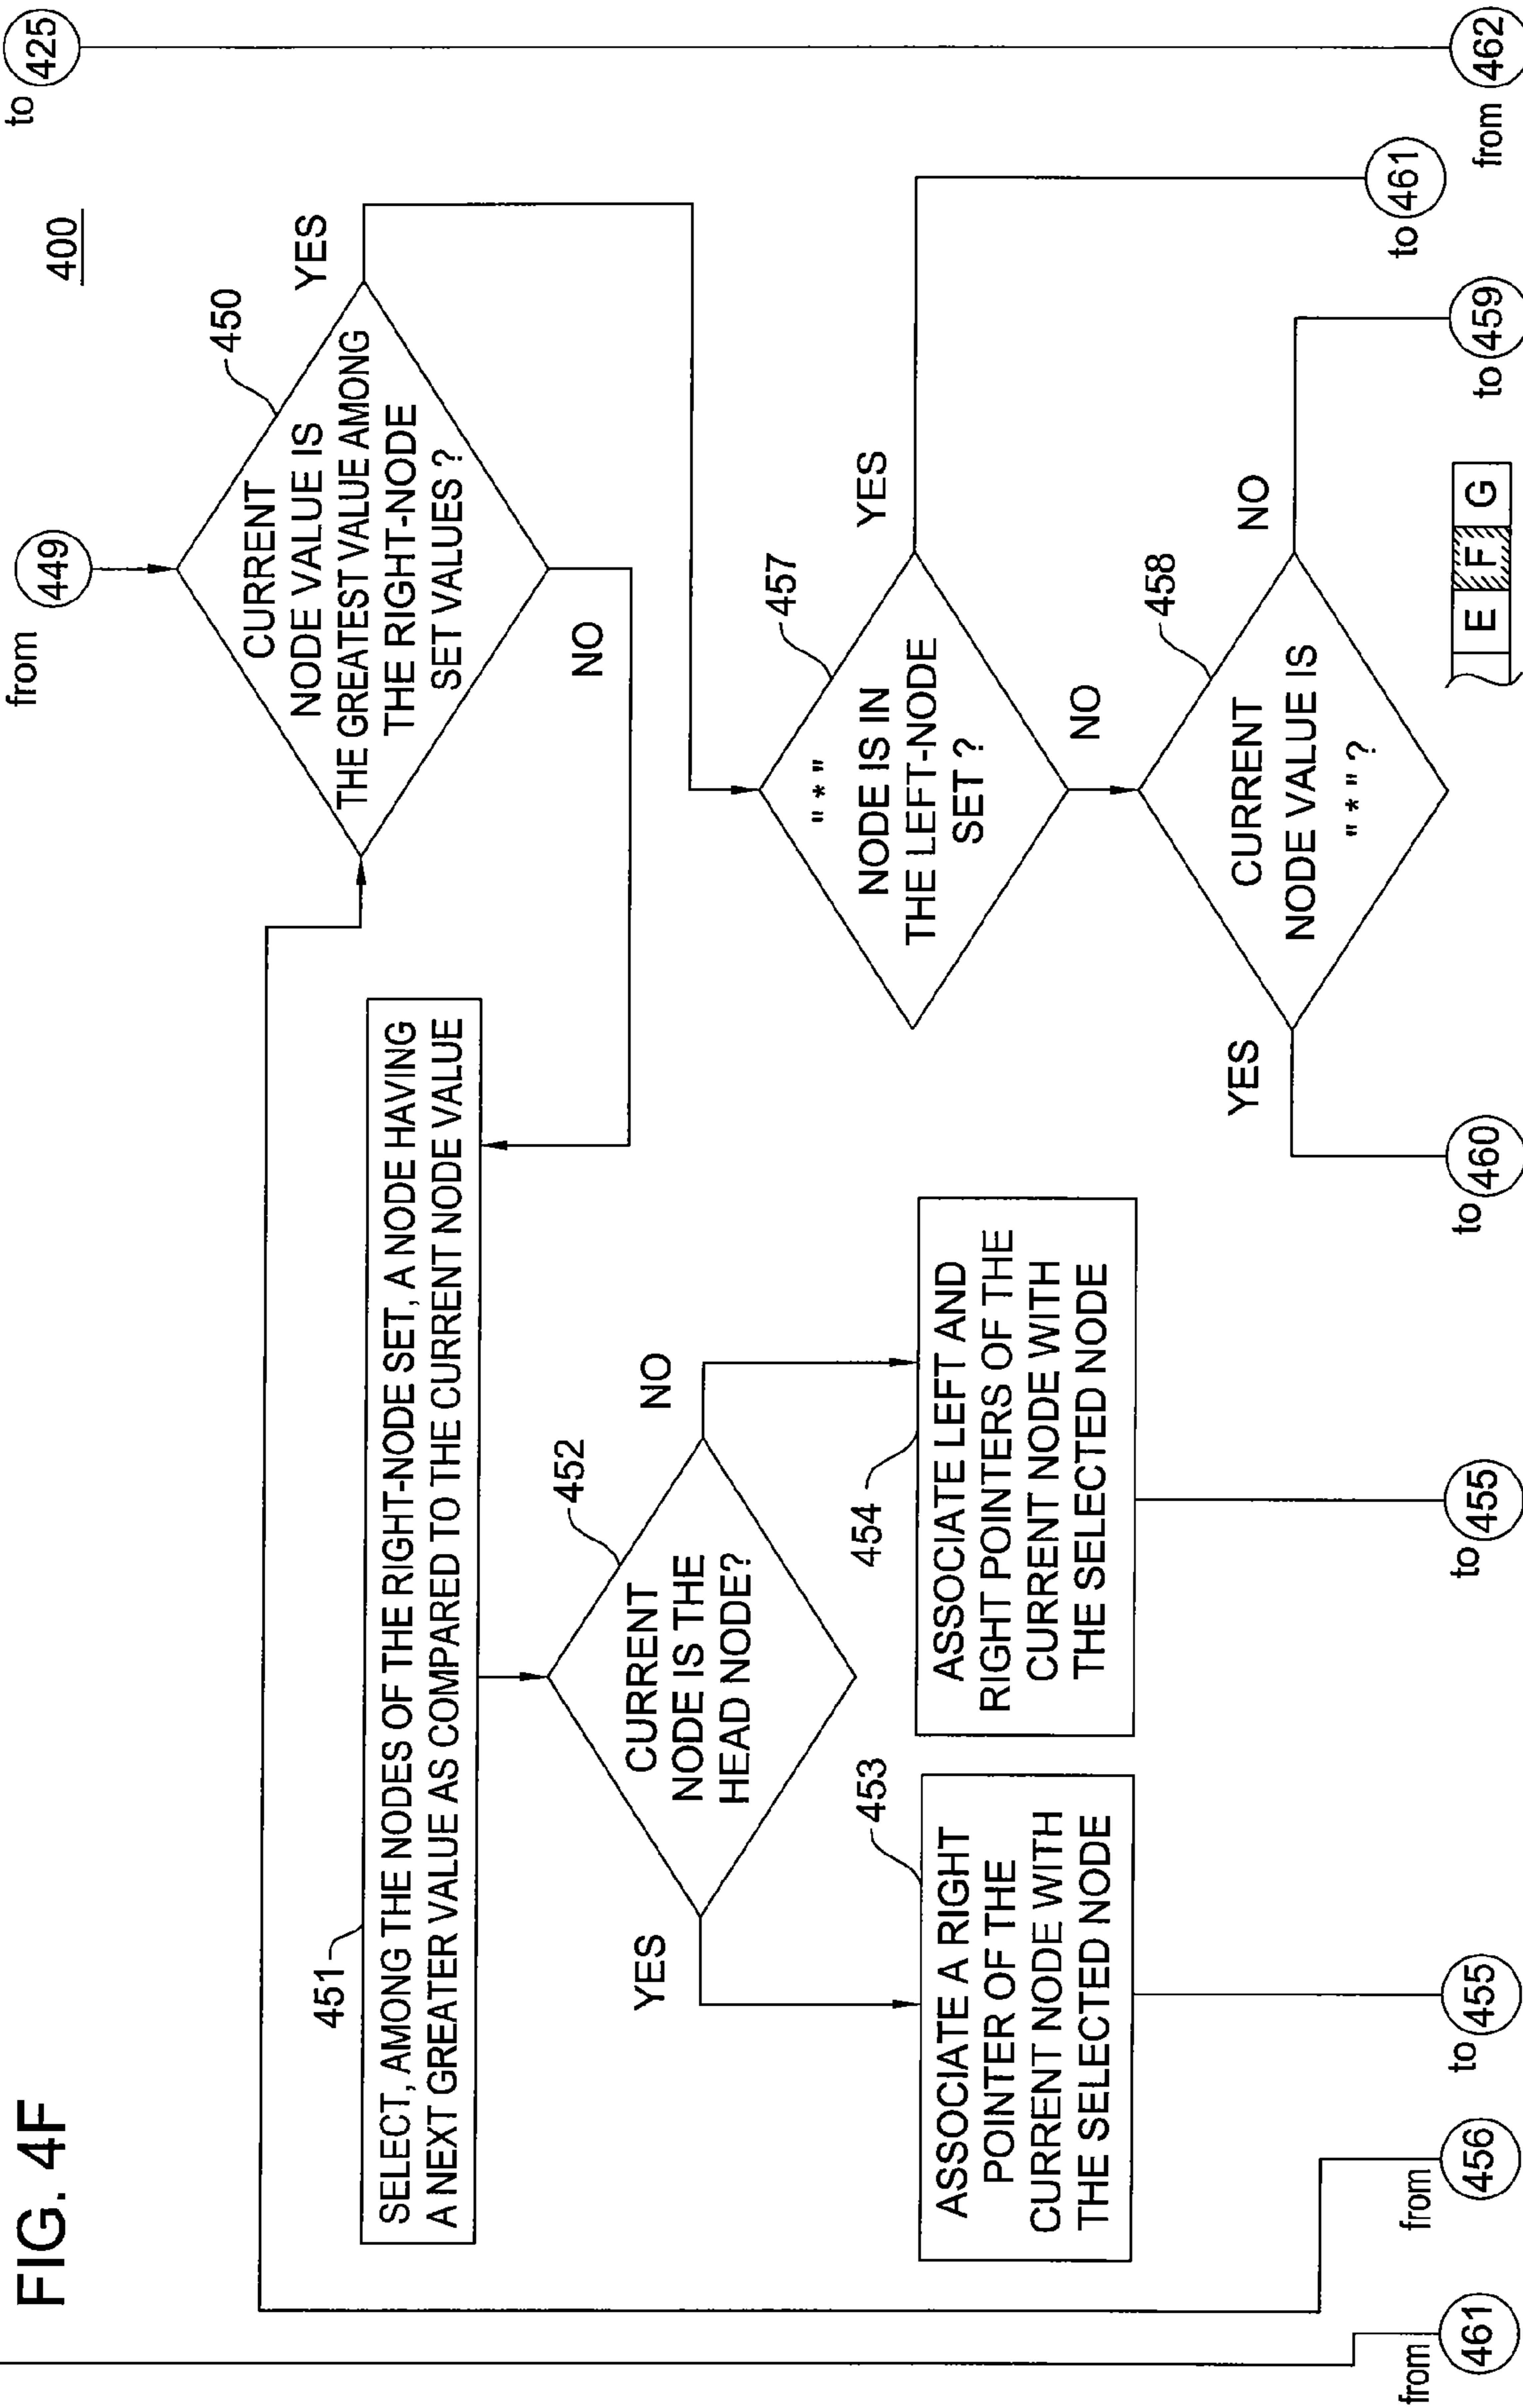 FIG. 4F
400
to 425
from 449
450
CURRENT
NODE VALUE IS
THE GREATEST VALUE AMONG
THE RIGHT-NODE
SET VALUES ?
YES
NO
451
SELECT, AMONG THE NODES OF THE RIGHT-NODE SET, A NODE HAVING
A NEXT GREATER VALUE AS COMPARED TO THE CURRENT NODE VALUE
452
CURRENT
NODE IS THE
HEAD NODE?
YES
NO
453
ASSOCIATE A RIGHT
POINTER OF THE
CURRENT NODE WITH
THE SELECTED NODE
454
ASSOCIATE LEFT AND
RIGHT POINTERS OF THE
CURRENT NODE WITH
THE SELECTED NODE
457
" * "
NODE IS IN
THE LEFT-NODE
SET ?
YES
NO
458
CURRENT
NODE VALUE IS
" * " ?
YES
NO
from 461
from 456
to 455
to 455
to 460
E F G
to 459
to 461
from 462